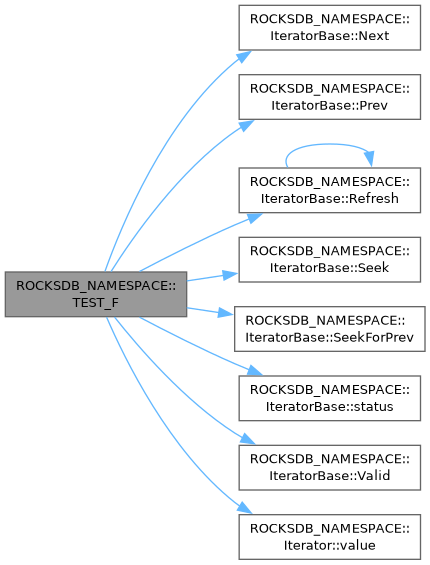 ROCKSDB_NAMESPACE::
TEST_F
ROCKSDB_NAMESPACE::
IteratorBase::Next
ROCKSDB_NAMESPACE::
IteratorBase::Prev
ROCKSDB_NAMESPACE::
IteratorBase::Refresh
ROCKSDB_NAMESPACE::
IteratorBase::Seek
ROCKSDB_NAMESPACE::
IteratorBase::SeekForPrev
ROCKSDB_NAMESPACE::
IteratorBase::status
ROCKSDB_NAMESPACE::
IteratorBase::Valid
ROCKSDB_NAMESPACE::
Iterator::value